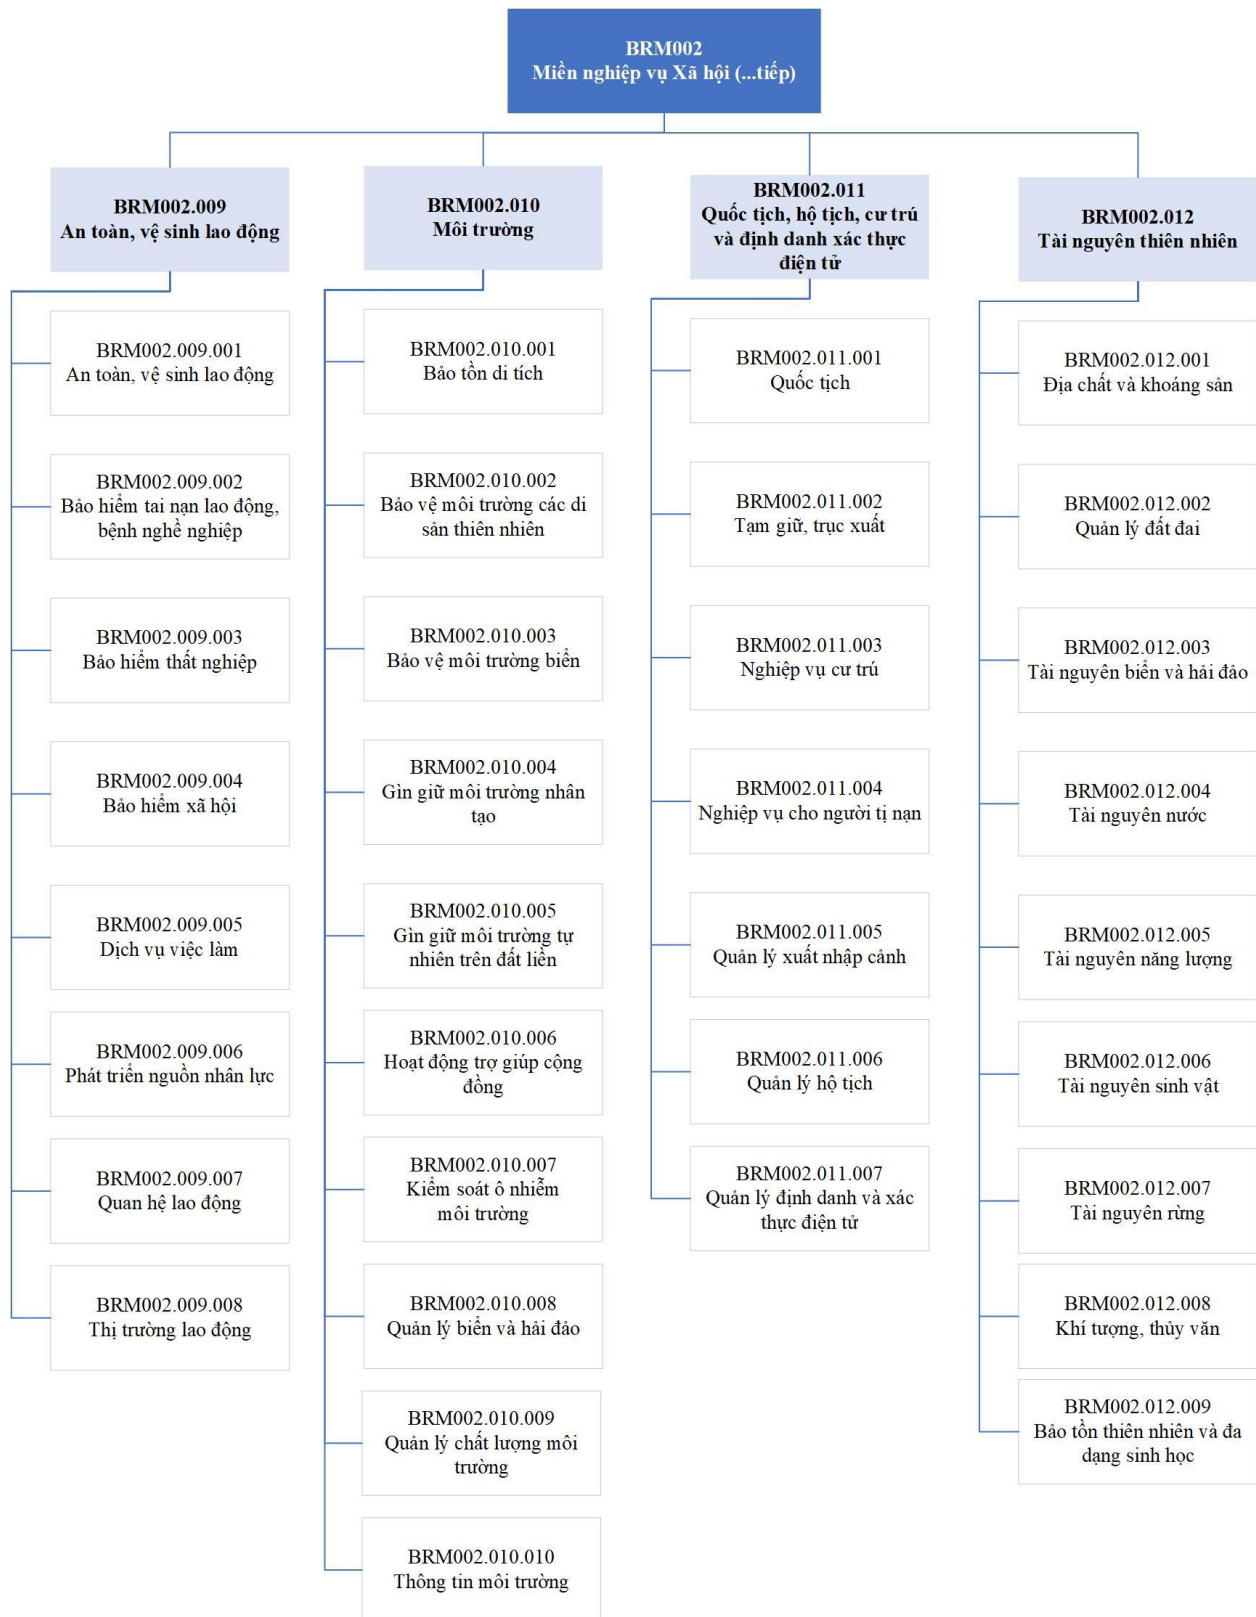 BRM002
Miền nghiệp vụ Xã hội (...tiếp)
BRM002.009
An toàn, vệ sinh lao động
BRM002.009.001
An toàn, vệ sinh lao động
BRM002.009.002
Bảo hiểm tai nạn lao động,
bệnh nghề nghiệp
BRM002.009.003
Bảo hiểm thất nghiệp
BRM002.009.004
Bảo hiểm xã hội
BRM002.009.005
Dịch vụ việc làm
BRM002.009.006
Phát triển nguồn nhân lực
BRM002.009.007
Quan hệ lao động
BRM002.009.008
Thị trường lao động
BRM002.010
Môi trường
BRM002.010.001
Bảo tồn di tích
BRM002.010.002
Bảo vệ môi trường các di
sản thiên nhiên
BRM002.010.003
Bảo vệ môi trường biển
BRM002.010.004
Gìn giữ môi trường nhân
tạo
BRM002.010.005
Gìn giữ môi trường tự
nhiên trên đất liền
BRM002.010.006
Hoạt động trợ giúp cộng
đồng
BRM002.010.007
Kiểm soát ô nhiễm
môi trường
BRM002.010.008
Quản lý biển và hải đảo
BRM002.010.009
Quản lý chất lượng môi
trường
BRM002.010.010
Thông tin môi trường
BRM002.011
Quốc tịch, hộ tịch, cư trú
và định danh xác thực
điện tử
BRM002.011.001
Quốc tịch
BRM002.011.002
Tạm giữ, trục xuất
BRM002.011.003
Nghiệp vụ cư trú
BRM002.011.004
Nghiệp vụ cho người tị nạn
BRM002.011.005
Quản lý xuất nhập cảnh
BRM002.011.006
Quản lý hộ tịch
BRM002.011.007
Quản lý định danh và xác
thực điện tử
BRM002.012
Tài nguyên thiên nhiên
BRM002.012.001
Địa chất và khoáng sản
BRM002.012.002
Quản lý đất đai
BRM002.012.003
Tài nguyên biển và hải đảo
BRM002.012.004
Tài nguyên nước
BRM002.012.005
Tài nguyên năng lượng
BRM002.012.006
Tài nguyên sinh vật
BRM002.012.007
Tài nguyên rừng
BRM002.012.008
Khí tượng, thủy văn
BRM002.012.009
Bảo tồn thiên nhiên và đa
dạng sinh học